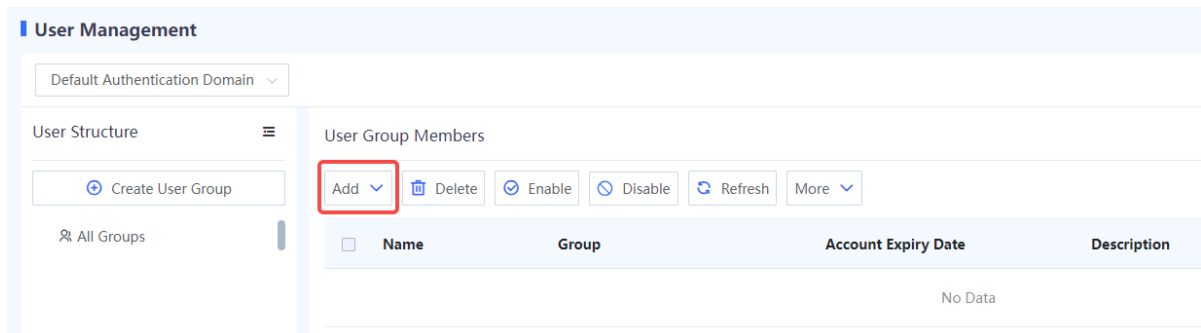 User Management
Default Authentication Domain
User Structure
Create User Group
All Groups
User Group Members
Add Delete Enable Disable Refresh More
Name Group Account Expiry Date Description
No Data